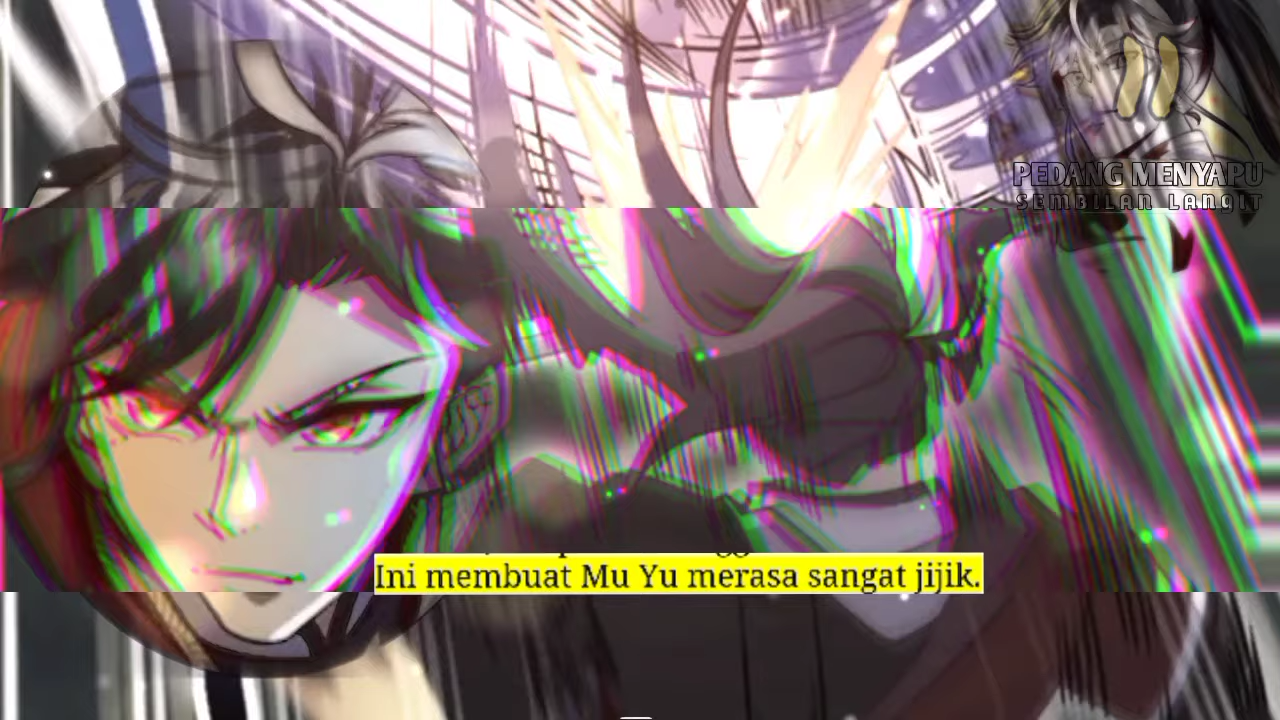 PEDANG MENYAPU
SEMBILAN LANGIT
Ini membuat Mu Yu merasa sangat jijik.